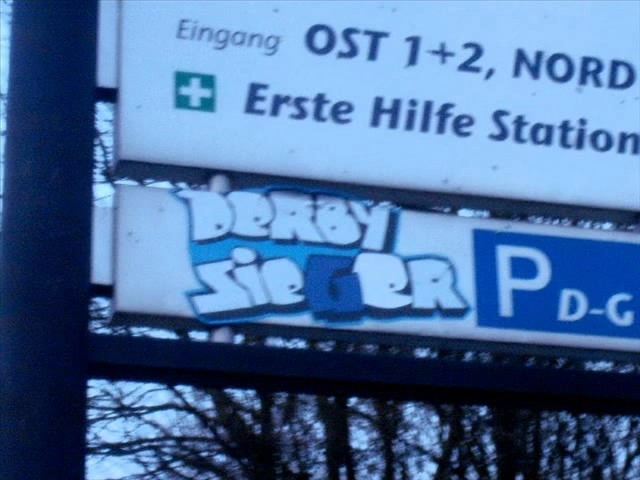 Eingang OST 1+2, NORD
Erste Hilfe Station
DERBY
SIEGER
P D-G